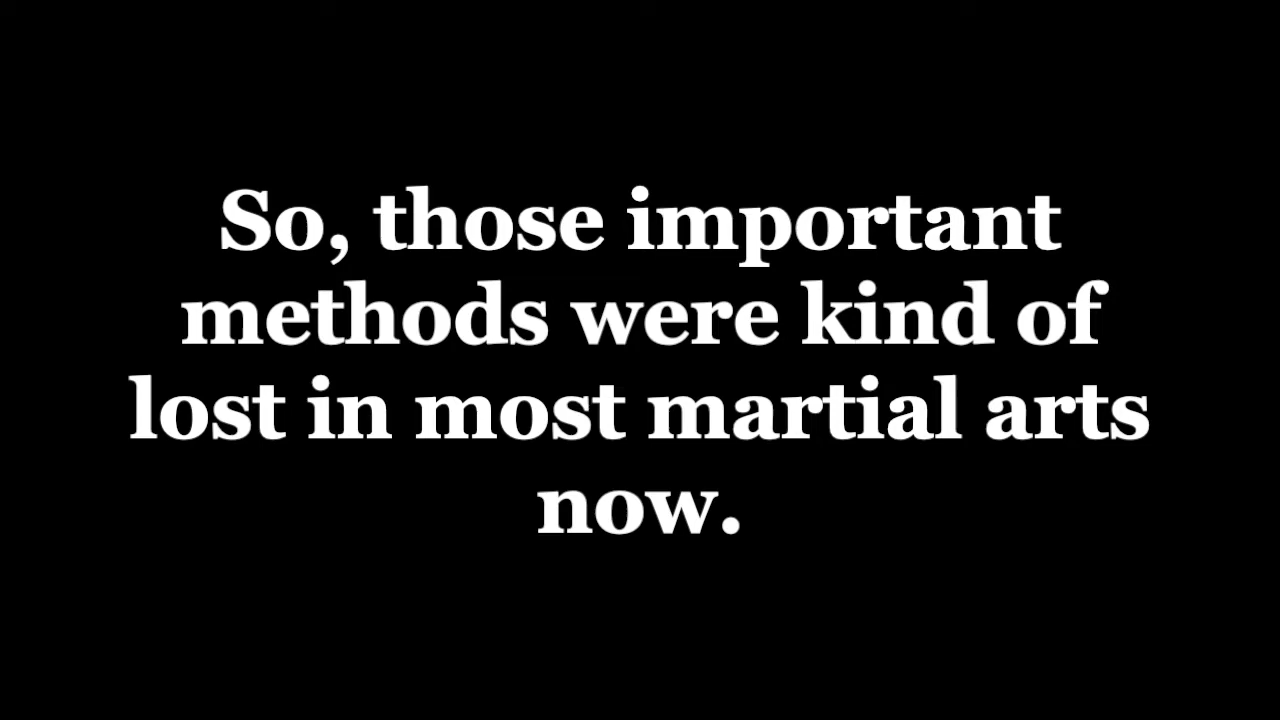 So, those important
methods were kind of
lost in most martial arts
now.